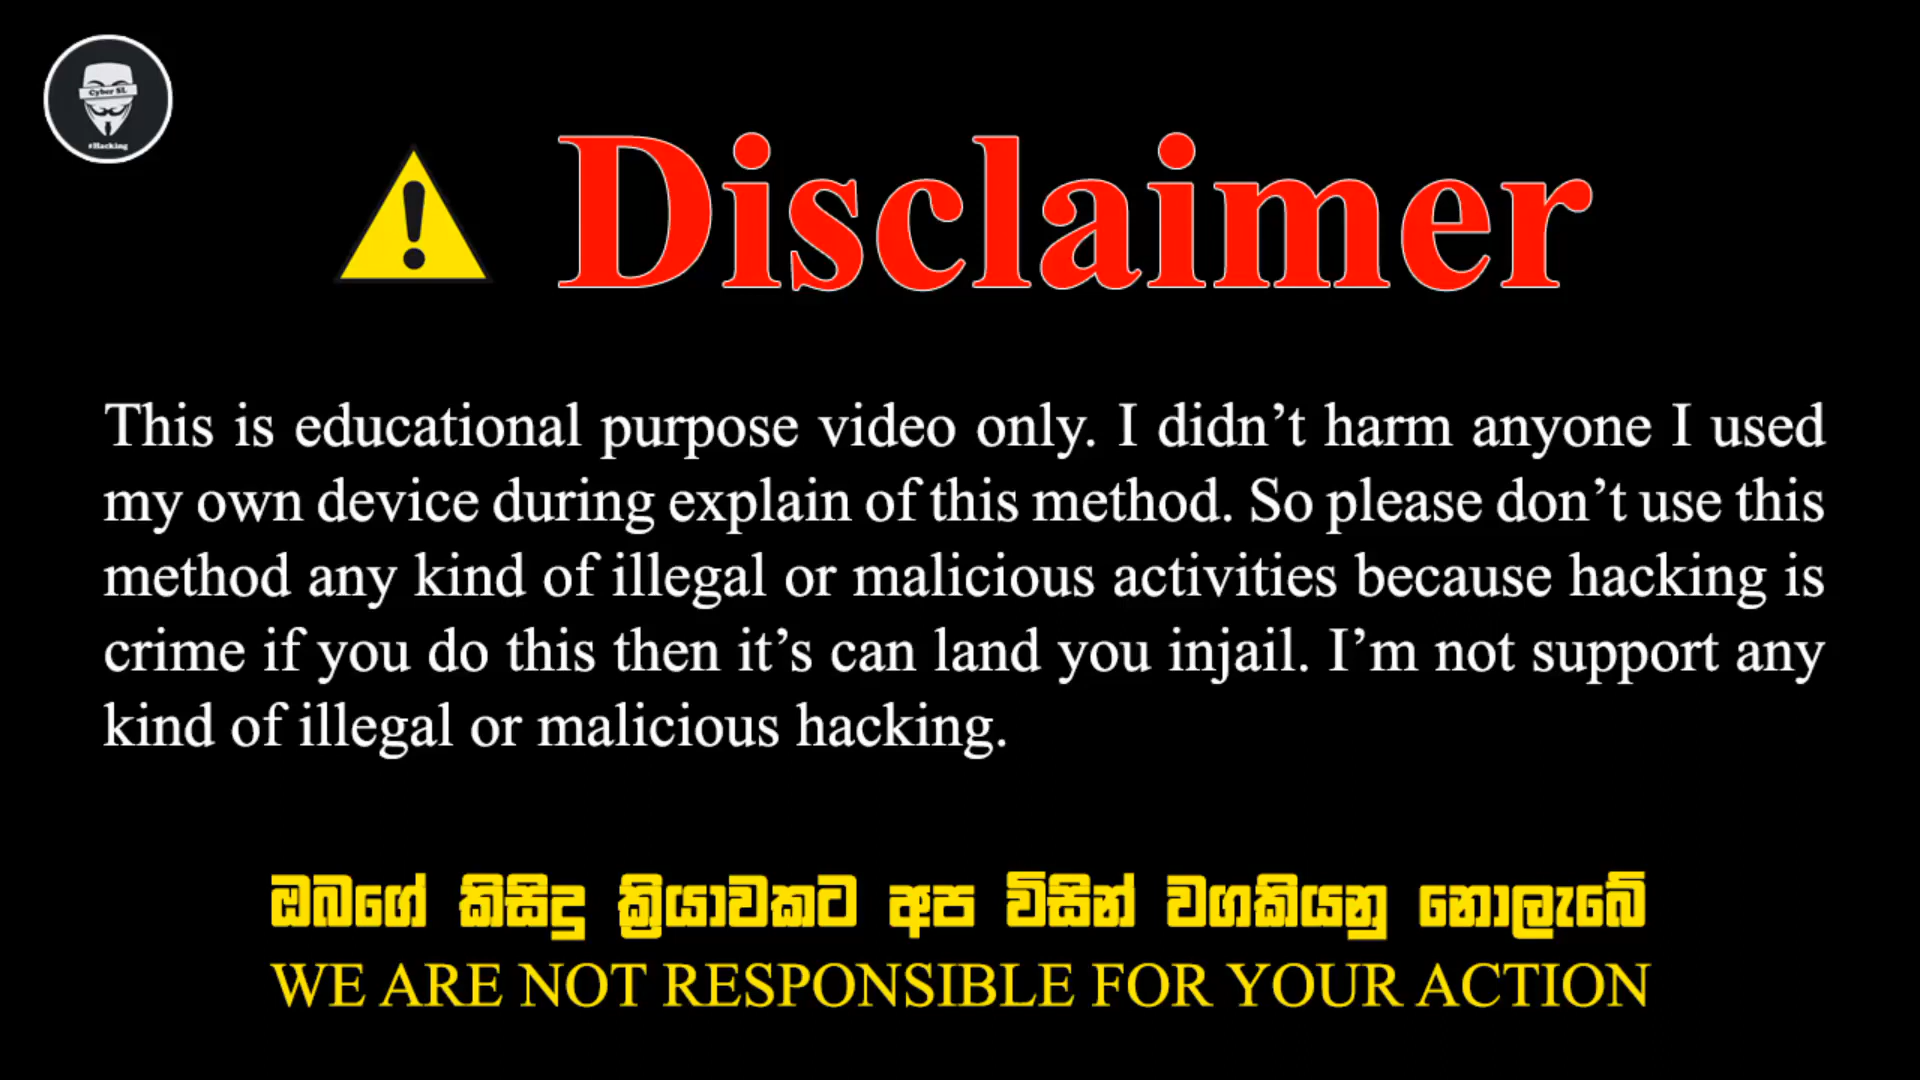 Cyber SL
#Hacking
Disclaimer
This is educational purpose video only. I didn’t harm anyone I used
my own device during explain of this method. So please don’t use this
method any kind of illegal or malicious activities because hacking is
crime if you do this then it’s can land you injail. I’m not support any
kind of illegal or malicious hacking.
ඔබගේ කිසිදු ක්‍රියාවකට අප විසින් වගකියනු නොලැබේ
WE ARE NOT RESPONSIBLE FOR YOUR ACTION